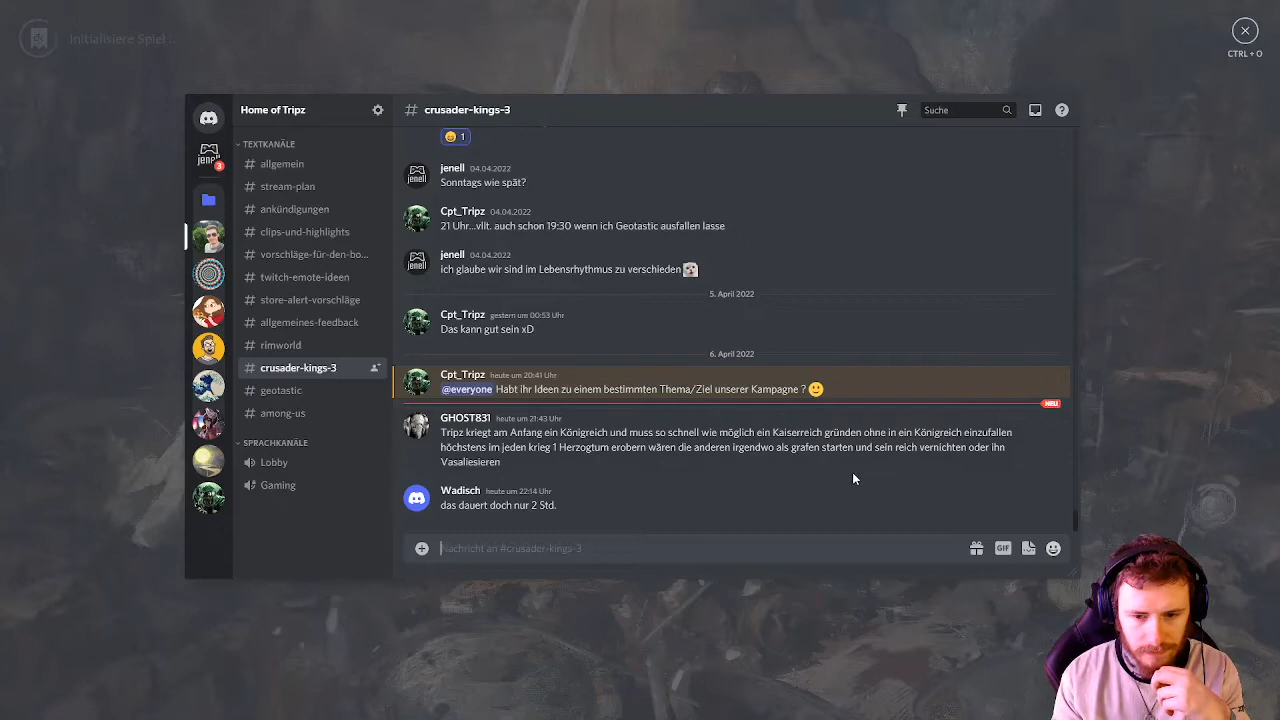 Initialisiere Spiel ..
CTRL + O
Home of Tripz
# crusader-kings-3
Suche
TEXTKANÄLE
# allgemein
# stream-plan
# ankündigungen
# clips-und-highlights
# vorschläge-für-den-bo...
# twitch-emote-ideen
# store-alert-vorschläge
# allgemeines-feedback
# rimworld
# crusader-kings-3
# geotastic
# among-us
SPRACHKANÄLE
Lobby
Gaming
jenell
3
1
jenell 04.04.2022
Sonntags wie spät?
Cpt_Tripz 04.04.2022
21 Uhr...vllt. auch schon 19:30 wenn ich Geotastic ausfallen lasse
jenell 04.04.2022
ich glaube wir sind im Lebensrhythmus zu verschieden
5. April 2022
Cpt_Tripz gestern um 00:53 Uhr
Das kann gut sein xD
6. April 2022
Cpt_Tripz heute um 20:41 Uhr
@everyone Habt ihr Ideen zu einem bestimmten Thema/Ziel unserer Kampagne ?
NEU
GHOST831 heute um 21:43 Uhr
Tripz kriegt am Anfang ein Königreich und muss so schnell wie möglich ein Kaiserreich gründen ohne in ein Königreich einzufallen
höchstens im jeden krieg 1 Herzogtum erobern wären die anderen irgendwo als grafen starten und sein reich vernichten oder ihn
Vasaliesieren
Wadisch heute um 22:14 Uhr
das dauert doch nur 2 Std.
Nachricht an #crusader-kings-3
GIF